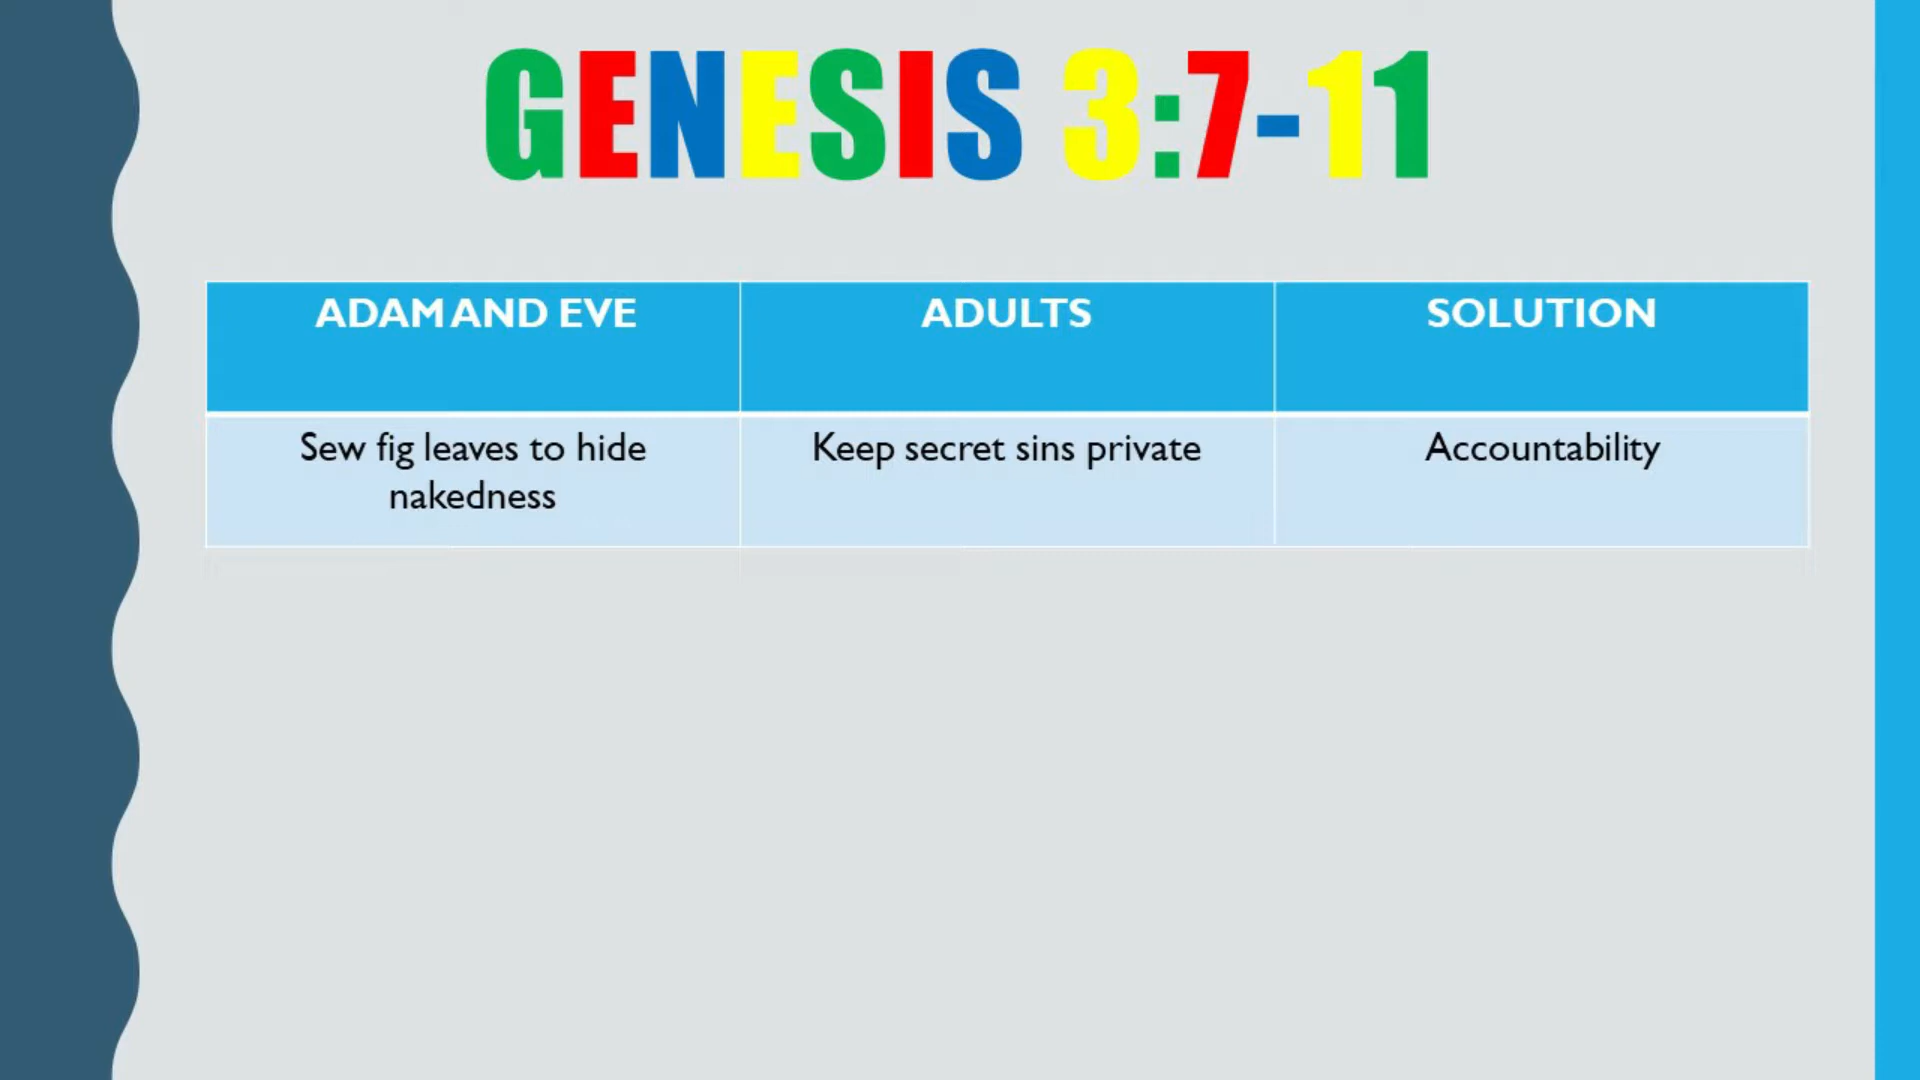 GENESIS 3:7-11
ADAM AND EVE
ADULTS
SOLUTION
Sew fig leaves to hide
nakedness
Keep secret sins private
Accountability